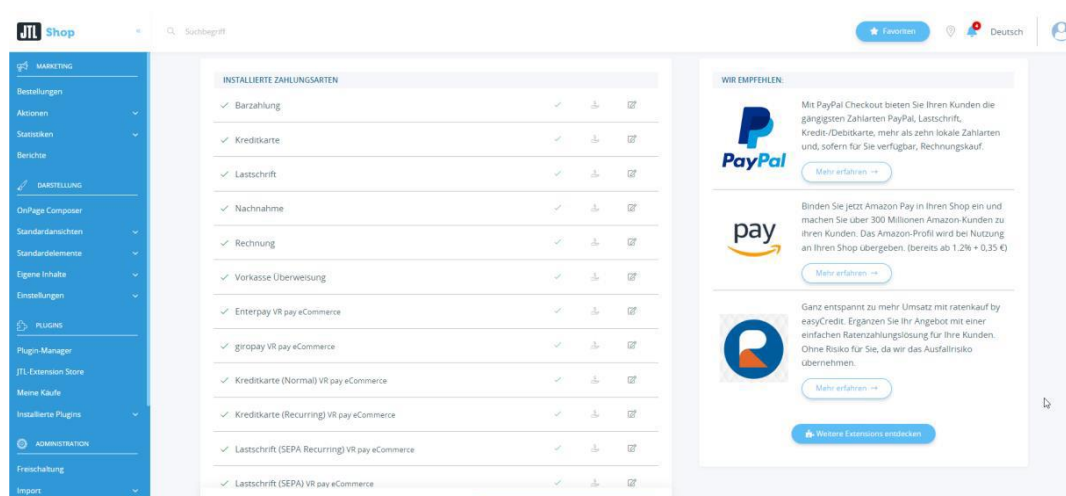 JTL Shop
Suchbegriff
Favoriten
4
Deutsch
MARKETING
Bestellungen
Aktionen
Statistiken
Berichte
DARSTELLUNG
OnPage Composer
Standardansichten
Standardelemente
Eigene Inhalte
Einstellungen
PLUGINS
Plugin-Manager
JTL-Extension Store
Meine Käufe
Installierte Plugins
ADMINISTRATION
Freischaltung
Import
INSTALLIERTE ZAHLUNGSARTEN
Barzahlung
Kreditkarte
Lastschrift
Nachnahme
Rechnung
Vorkasse Überweisung
Enterpay VR pay eCommerce
giropay VR pay eCommerce
Kreditkarte (Normal) VR pay eCommerce
Kreditkarte (Recurring) VR pay eCommerce
Lastschrift (SEPA Recurring) VR pay eCommerce
Lastschrift (SEPA) VR pay eCommerce
WIR EMPFEHLEN:
PayPal
Mit PayPal Checkout bieten Sie Ihren Kunden die
gängigsten Zahlarten PayPal, Lastschrift,
Kredit-/Debitkarte, mehr als zehn lokale Zahlarten
und, sofern für Sie verfügbar, Rechnungskauf.
Mehr erfahren →
pay
Binden Sie jetzt Amazon Pay in Ihren Shop ein und
machen Sie über 300 Millionen Amazon-Kunden zu
ihren Kunden. Das Amazon-Profil wird bei Nutzung
an Ihren Shop übergeben. (bereits ab 1.2% + 0,35 €)
Mehr erfahren →
Ganz entspannt zu mehr Umsatz mit ratenkauf by
easyCredit. Ergänzen Sie Ihr Angebot mit einer
einfachen Ratenzahlungslösung für Ihre Kunden.
Ohne Risiko für Sie, da wir das Ausfallrisiko
übernehmen.
Mehr erfahren →
Weitere Extensions entdecken